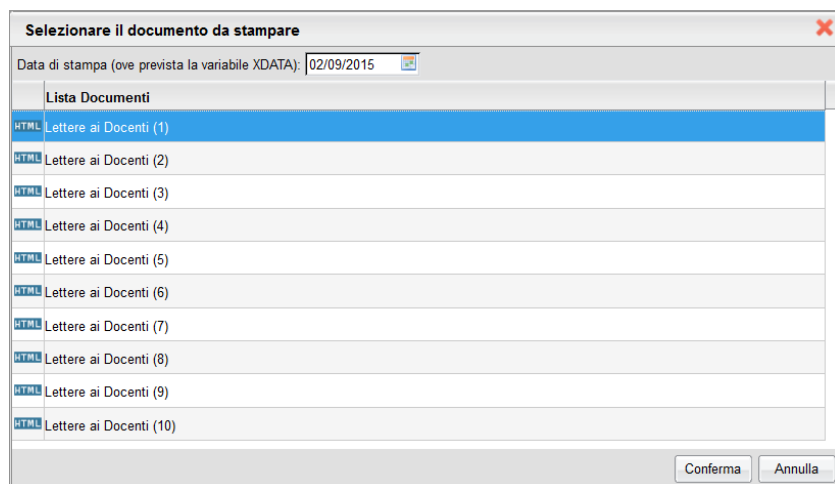 Selezionare il documento da stampare
Data di stampa (ove prevista la variabile XDATA): 02/09/2015
Lista Documenti
HTML Lettere ai Docenti (1)
HTML Lettere ai Docenti (2)
HTML Lettere ai Docenti (3)
HTML Lettere ai Docenti (4)
HTML Lettere ai Docenti (5)
HTML Lettere ai Docenti (6)
HTML Lettere ai Docenti (7)
HTML Lettere ai Docenti (8)
HTML Lettere ai Docenti (9)
HTML Lettere ai Docenti (10)
Conferma Annulla